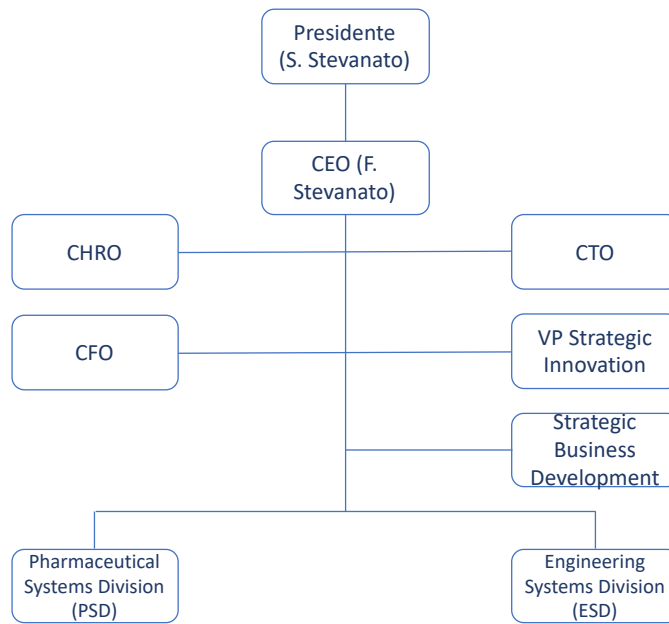 Presidente
(S. Stevanato)
CEO (F.
Stevanato)
CHRO
CTO
CFO
VP Strategic
Innovation
Strategic
Business
Development
Pharmaceutical
Systems Division
(PSD)
Engineering
Systems Division
(ESD)